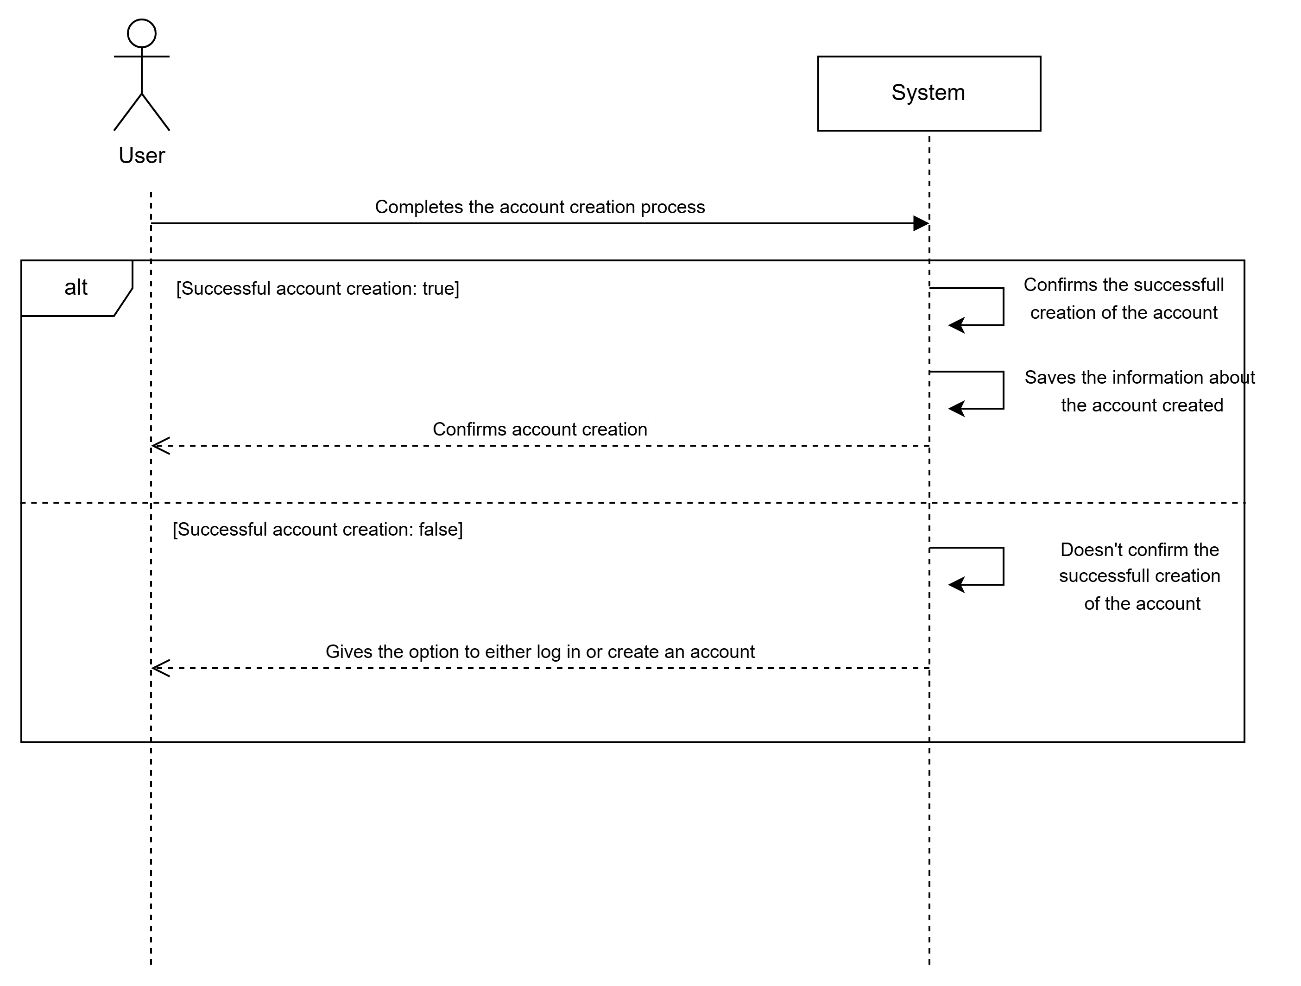 User
System
Completes the account creation process
alt
[Successful account creation: true]
Confirms the successfull
creation of the account
Saves the information about
the account created
Confirms account creation
[Successful account creation: false]
Doesn't confirm the
successfull creation
of the account
Gives the option to either log in or create an account